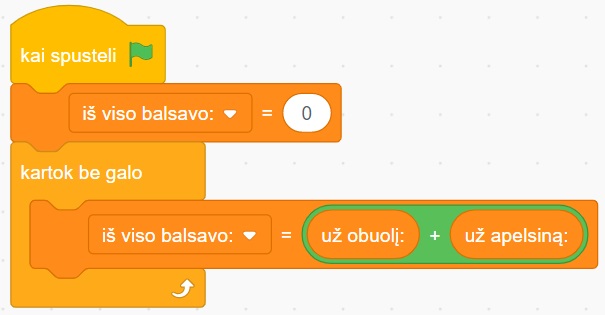 kai spusteli
iš viso balsavo: = 0
kartok be galo
iš viso balsavo: = už obuolį: + už apelsiną: